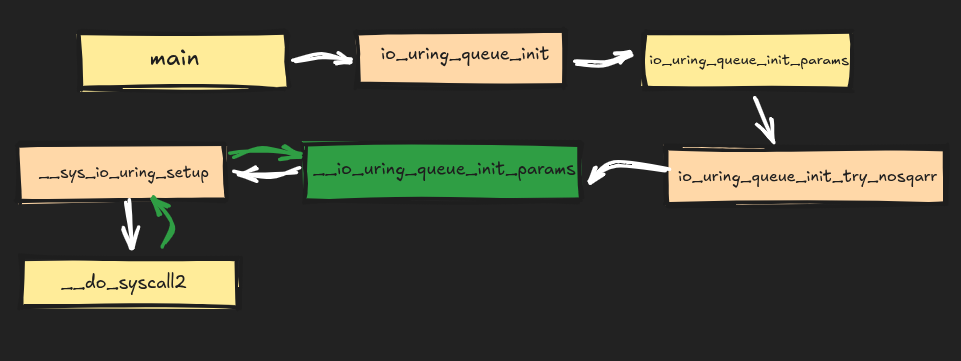 main
io_uring_queue_init
io_uring_queue_init_params
__sys_io_uring_setup
__io_uring_queue_init_params
io_uring_queue_init_try_nosqarr
__do_syscall2